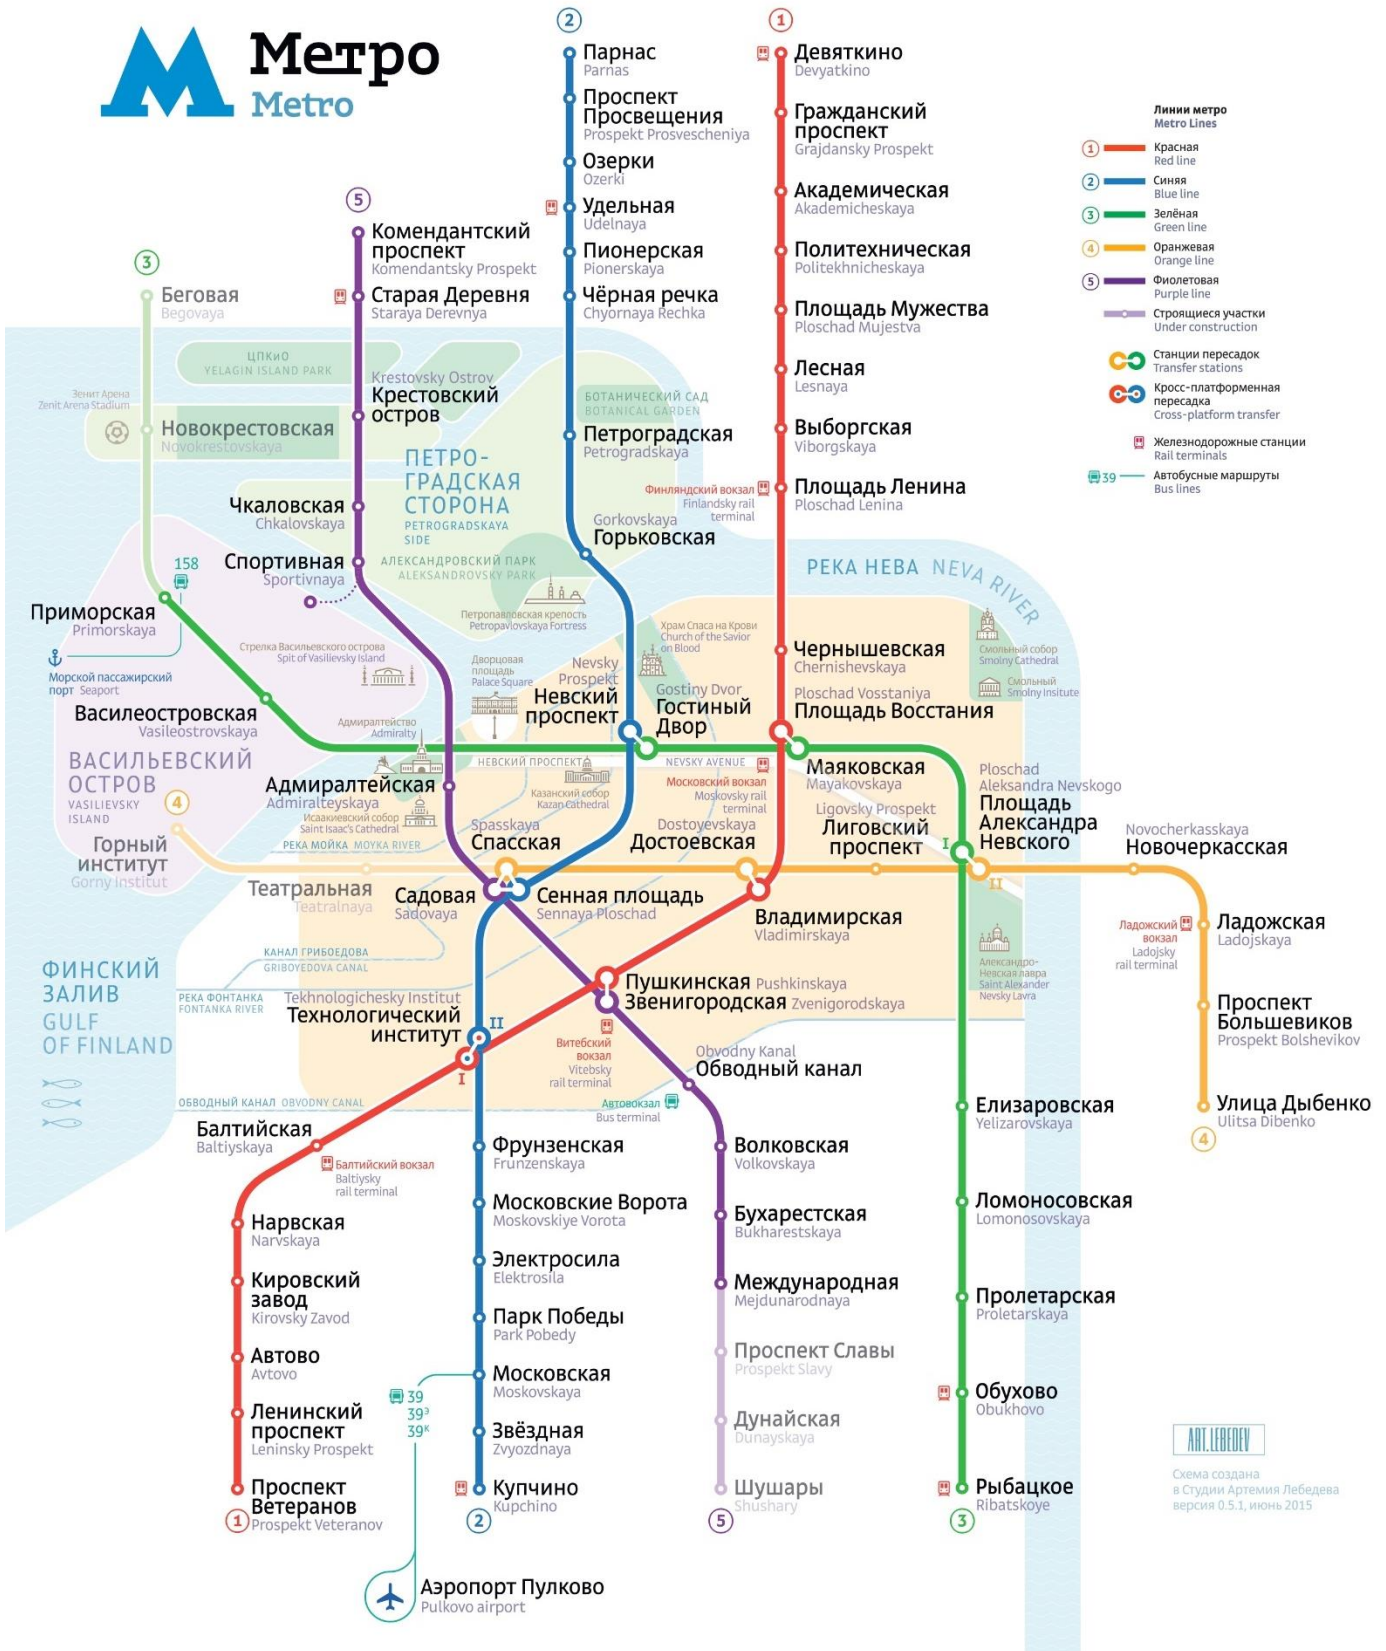 Метро
Metro
2
Парнас
Parnas
Проспект
Просвещения
Prospekt Prosvescheniya
Озерки
Ozerki
Удельная
Udelnaya
Пионерская
Pionerskaya
Чёрная речка
Chyornaya Rechka
1
Девяткино
Devyatkino
Гражданский
проспект
Grajdansky Prospekt
Академическая
Akademicheskaya
Политехническая
Politekhnicheskaya
Площадь Мужества
Ploschad Mujestva
Лесная
Lesnaya
Выборгская
Viborgskaya
Площадь Ленина
Ploschad Lenina
Финляндский вокзал
Finlandsky rail
terminal
Линии метро
Metro Lines
1
Красная
Red line
2
Синяя
Blue line
3
Зелёная
Green line
4
Оранжевая
Orange line
5
Фиолетовая
Purple line
Строящиеся участки
Under construction
Станции пересадок
Transfer stations
Кросс-платформенная
пересадка
Cross-platform transfer
Железнодорожные станции
Rail terminals
39
Автобусные маршруты
Bus lines
5
Комендантский
проспект
Komendantsky Prospekt
Старая Деревня
Staraya Derevnya
3
Беговая
Begovaya
ЦПКиО
YELAGIN ISLAND PARK
Krestovsky Ostrov
Крестовский
остров
Зенит Арена
Zenit Arena Stadium
Новокрестовская
Novokrestovskaya
БОТАНИЧЕСКИЙ САД
BOTANICAL GARDEN
Петроградская
Petrogradskaya
ПЕТРО-
ГРАДСКАЯ
СТОРОНА
PETROGRADSKAYA
SIDE
Чкаловская
Chkalovskaya
Gorkovskaya
Горьковская
Спортивная
Sportivnaya
АЛЕКСАНДРОВСКИЙ ПАРК
ALEKSANDROVSKY PARK
158
РЕКА НЕВА NEVA RIVER
Приморская
Primorskaya
Петропавловская крепость
Petropavlovskaya Fortress
Храм Спаса на Крови
Church of the Savior
on Blood
Морской пассажирский
порт Seaport
Стрелка Васильевского острова
Spit of Vasilievsky Island
Дворцовая
площадь
Palace Square
Nevsky
Prospekt
Невский
проспект
Gostiny Dvor
Гостиный
Двор
Чернышевская
Chernishevskaya
Ploschad Vosstaniya
Площадь Восстания
Смольный собор
Smolny Cathedral
Смольный
Smolny Insitute
Василеостровская
Vasileostrovskaya
Адмиралтейство
Admiralty
ВАСИЛЬЕВСКИЙ
ОСТРОВ
VASILIEVSKY
ISLAND
НЕВСКИЙ ПРОСПЕКТ
NEVSKY AVENUE
Маяковская
Mayakovskaya
Московский вокзал
Moskovsky rail
terminal
Адмиралтейская
Admiralteyskaya
Казанский собор
Kazan Cathedral
Исаакиевский собор
Saint Isaac's Cathedral
4
Горный
институт
Gorny Institut
РЕКА МОЙКА MOYKA RIVER
Spasskaya
Спасская
Dostoyevskaya
Достоевская
Ligovsky Prospekt
Лиговский
проспект
Ploschad
Aleksandra Nevskogo
Площадь
Александра
Невского
I
II
Novocherkasskaya
Новочеркасская
Театральная
Teatralnaya
Садовая
Sadovaya
Сенная площадь
Sennaya Ploschad
Владимирская
Vladimirskaya
Ладожский
вокзал
Ladojsky
rail terminal
Ладожская
Ladojskaya
КАНАЛ ГРИБОЕДОВА
GRIBOYEDOVA CANAL
ФИНСКИЙ
ЗАЛИВ
GULF
OF FINLAND
РЕКА ФОНТАНКА
FONTANKA RIVER
Tekhnologichesky Institut
Технологический
институт
II
I
Пушкинская Pushkinskaya
Звенигородская Zvenigorodskaya
Александро-
Невская лавра
Saint Alexander
Nevsky Lavra
Проспект
Большевиков
Prospekt Bolshevikov
Витебский
вокзал
Vitebsky
rail terminal
Obvodny Kanal
Обводный канал
Автовокзал
Bus terminal
ОБВОДНЫЙ КАНАЛ OBVODNY CANAL
Улица Дыбенко
Ulitsa Dibenko
4
Балтийская
Baltiyskaya
Балтийский вокзал
Baltiysky
rail terminal
Фрунзенская
Frunzenskaya
Волковская
Volkovskaya
Елизаровская
Yelizarovskaya
Нарвская
Narvskaya
Московские Ворота
Moskovskiye Vorota
Бухарестская
Bukharestskaya
Ломоносовская
Lomonosovskaya
Кировский
завод
Kirovsky Zavod
Электросила
Elektrosila
Международная
Mejdunarodnaya
Пролетарская
Proletarskaya
Автово
Avtovo
Парк Победы
Park Pobedy
Проспект Славы
Prospekt Slavy
Московская
Moskovskaya
39
39Э
39К
Обухово
Obukhovo
Ленинский
проспект
Leninsky Prospekt
Звёздная
Zvyozdnaya
Дунайская
Dunayskaya
Проспект
Ветеранов
Prospekt Veteranov
1
Купчино
Kupchino
2
Шушары
Shushary
5
Рыбацкое
Ribatskoye
3
ART.LEBEDEV
Схема создана
в Студии Артемия Лебедева
версия 0.5.1, июнь 2015
Аэропорт Пулково
Pulkovo airport